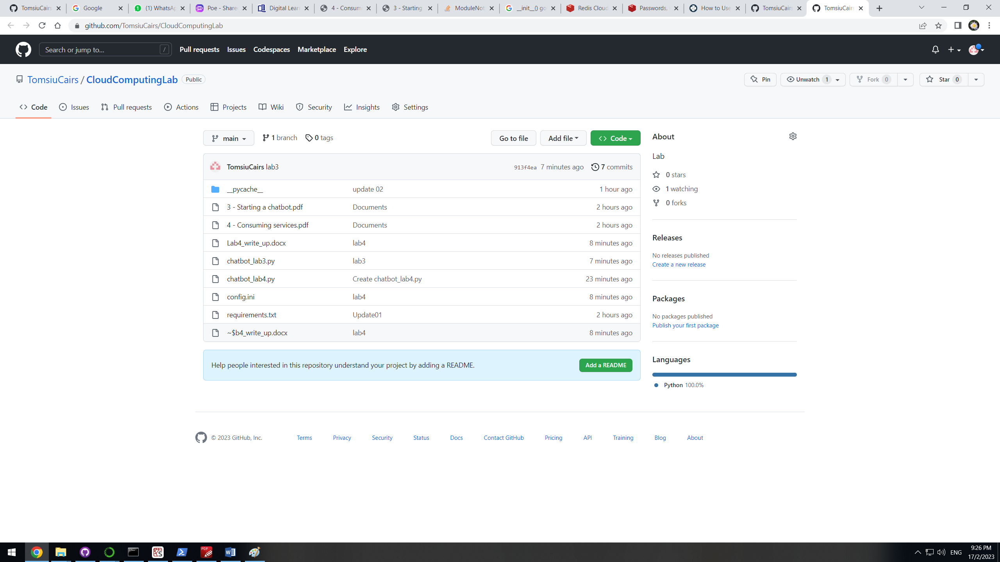 TomsiuCairs Google (1) WhatsAp Poe - Share Digital Lear 4 - Consumi 3 - Starting ModuleNot __init__() go Redis Cloud Passwords, How to Use TomsiuCairs TomsiuCairs
github.com/TomsiuCairs/CloudComputingLab
Search or jump to... / Pull requests Issues Codespaces Marketplace Explore
TomsiuCairs / CloudComputingLab Public Pin Unwatch 1 Fork 0 Star 0
Code Issues Pull requests Actions Projects Wiki Security Insights Settings
main 1 branch 0 tags Go to file Add file Code
TomsiuCairs lab3 913f4ea 7 minutes ago 7 commits
__pycache__ update 02 1 hour ago
3 - Starting a chatbot.pdf Documents 2 hours ago
4 - Consuming services.pdf Documents 2 hours ago
Lab4_write_up.docx lab4 8 minutes ago
chatbot_lab3.py lab3 7 minutes ago
chatbot_lab4.py Create chatbot_lab4.py 23 minutes ago
config.ini lab4 8 minutes ago
requirements.txt Update01 2 hours ago
~$b4_write_up.docx lab4 8 minutes ago
Help people interested in this repository understand your project by adding a README. Add a README
About
Lab
0 stars
1 watching
0 forks
Releases
No releases published
Create a new release
Packages
No packages published
Publish your first package
Languages
Python 100.0%
© 2023 GitHub, Inc. Terms Privacy Security Status Docs Contact GitHub Pricing API Training Blog About
PDF
ENG
9:26 PM
17/2/2023